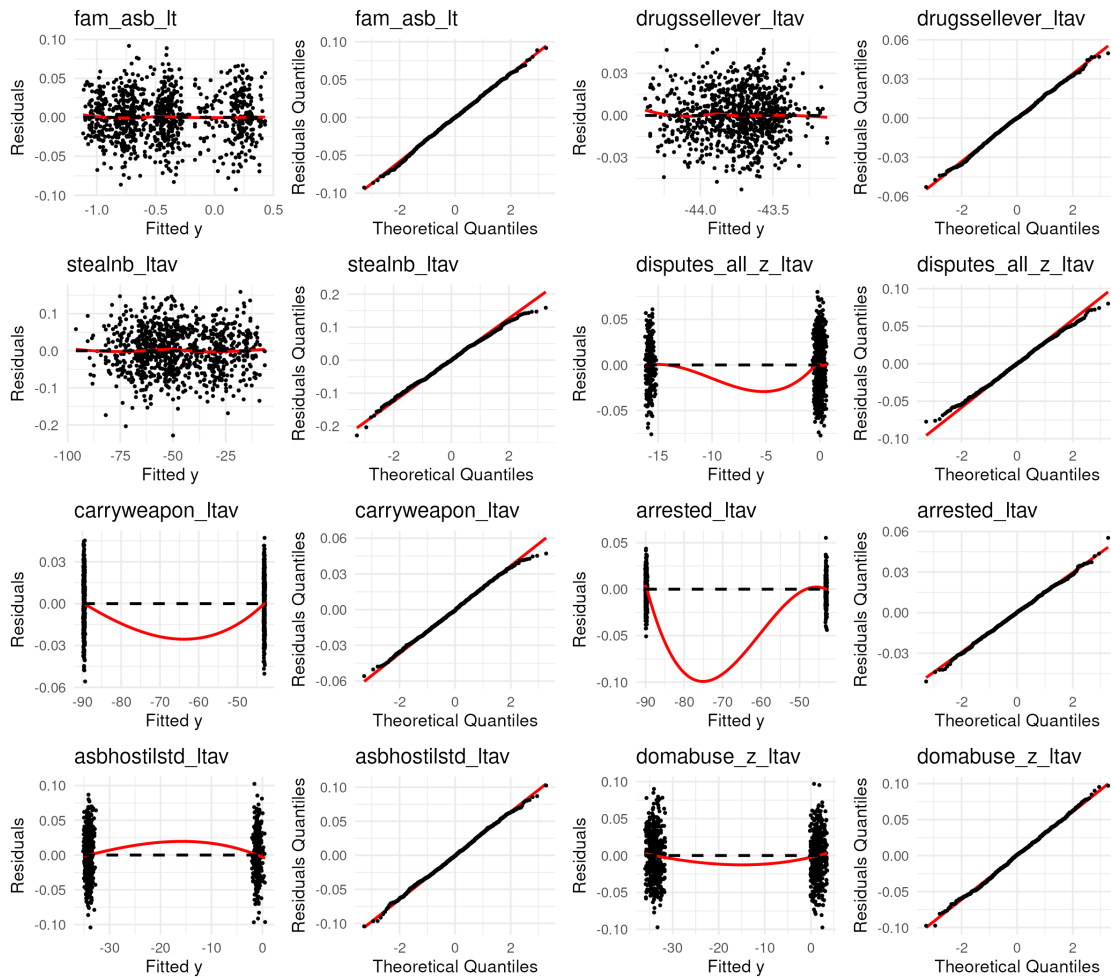 fam_asb_lt
fam_asb_lt
drugssellever_ltav
drugssellever_ltav
Residuals
0.10
0.05
0.00
-0.05
-0.10
-1.0
-0.5
0.0
0.5
Fitted y
Residuals Quantiles
0.10
0.05
0.00
-0.05
-0.10
-2
0
2
Theoretical Quantiles
Residuals
0.03
0.00
-0.03
-44.0
-43.5
Fitted y
Residuals Quantiles
0.06
0.03
0.00
-0.03
-0.06
-2
0
2
Theoretical Quantiles
stealnb_ltav
stealnb_ltav
disputes_all_z_ltav
disputes_all_z_ltav
Residuals
0.1
0.0
-0.1
-0.2
-100
-75
-50
-25
Fitted y
Residuals Quantiles
0.2
0.1
0.0
-0.1
-0.2
-2
0
2
Theoretical Quantiles
Residuals
0.05
0.00
-0.05
-15
-10
-5
0
Fitted y
Residuals Quantiles
0.10
0.05
0.00
-0.05
-0.10
-2
0
2
Theoretical Quantiles
carryweapon_ltav
carryweapon_ltav
arrested_ltav
arrested_ltav
Residuals
0.03
0.00
-0.03
-0.06
-90
-80
-70
-60
-50
Fitted y
Residuals Quantiles
0.06
0.03
0.00
-0.03
-0.06
-2
0
2
Theoretical Quantiles
Residuals
0.05
0.00
-0.05
-0.10
-90
-80
-70
-60
-50
Fitted y
Residuals Quantiles
0.06
0.03
0.00
-0.03
-2
0
2
Theoretical Quantiles
asbhostilstd_ltav
asbhostilstd_ltav
domabuse_z_ltav
domabuse_z_ltav
Residuals
0.10
0.05
0.00
-0.05
-0.10
-30
-20
-10
0
Fitted y
Residuals Quantiles
0.10
0.05
0.00
-0.05
-0.10
-2
0
2
Theoretical Quantiles
Residuals
0.10
0.05
0.00
-0.05
-0.10
-30
-20
-10
0
Fitted y
Residuals Quantiles
0.10
0.05
0.00
-0.05
-0.10
-2
0
2
Theoretical Quantiles